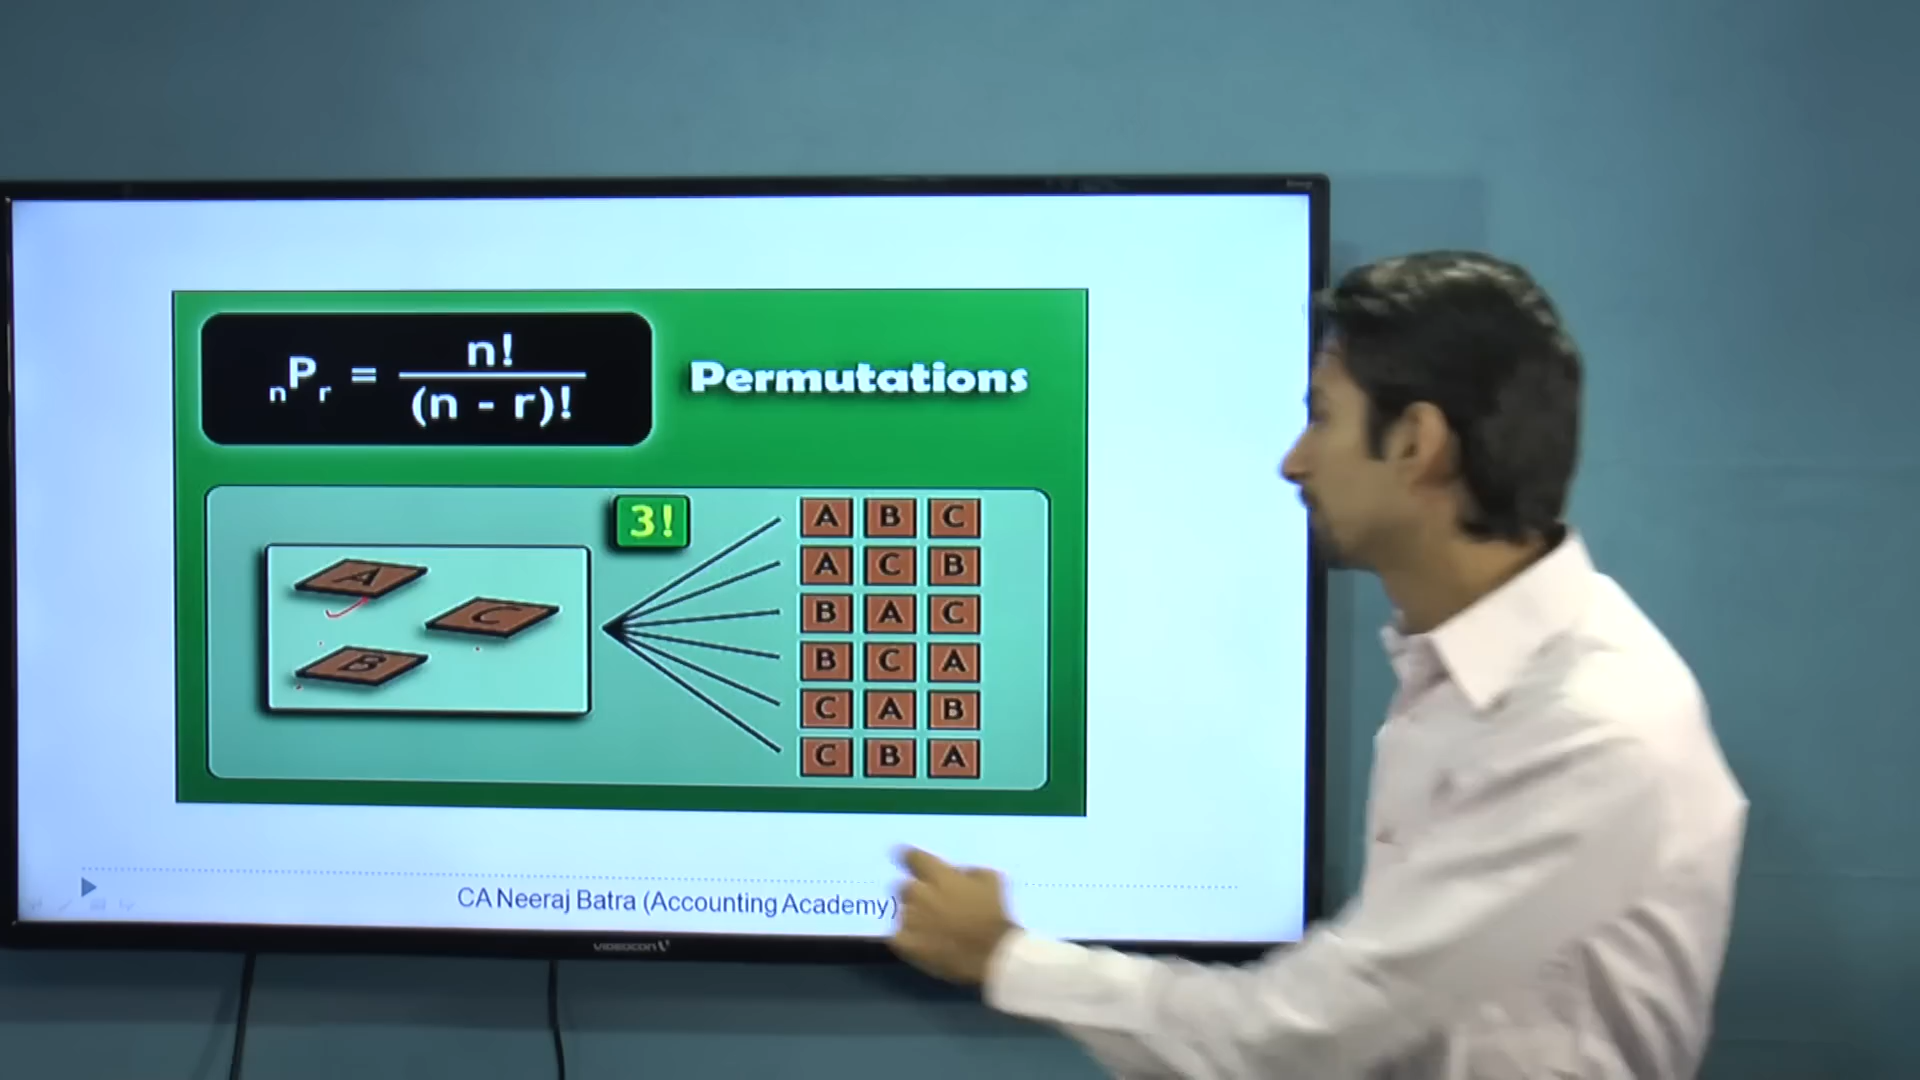 nPr = n! / (n - r)!
Permutations
3!
A
C
B
A B C
A C B
B A C
B C A
C A B
C B A
CA Neeraj Batra (Accounting Academy)
VIDEOCON